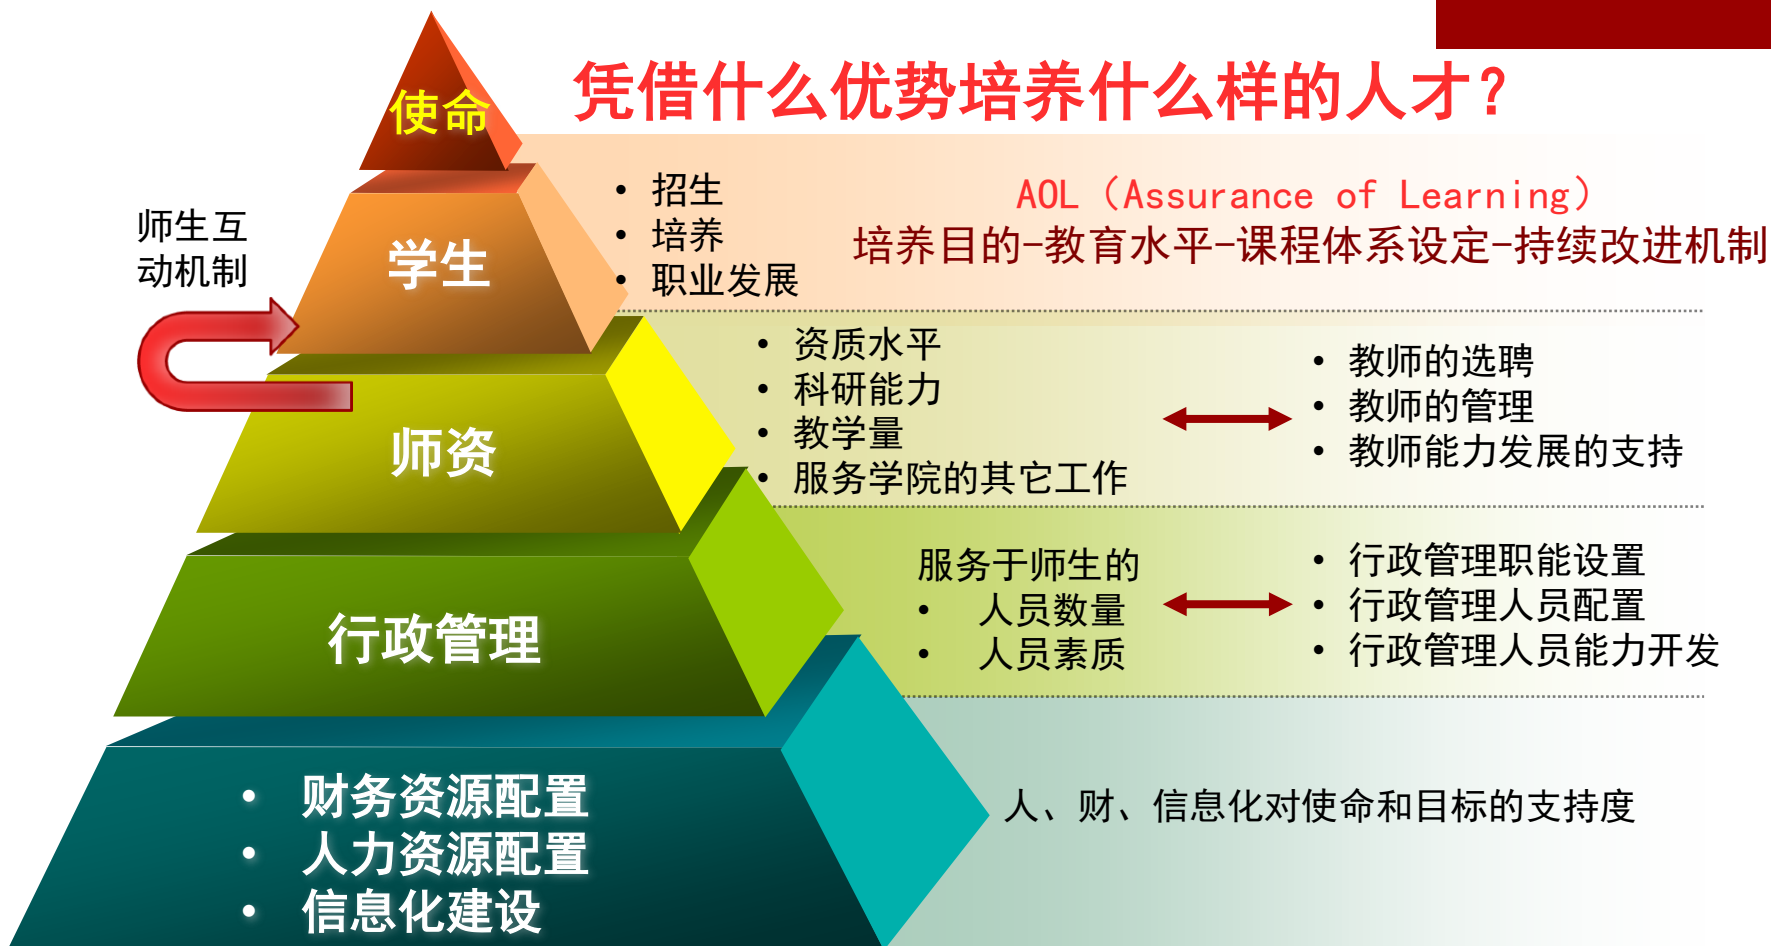 凭借什么优势培养什么样的人才？
使命
师生互
动机制
学生
• 招生
• 培养
• 职业发展
AOL（Assurance of Learning）
培养目的-教育水平-课程体系设定-持续改进机制
师资
• 资质水平
• 科研能力
• 教学量
• 服务学院的其它工作
• 教师的选聘
• 教师的管理
• 教师能力发展的支持
行政管理
服务于师生的
• 人员数量
• 人员素质
• 行政管理职能设置
• 行政管理人员配置
• 行政管理人员能力开发
• 财务资源配置
• 人力资源配置
• 信息化建设
人、财、信息化对使命和目标的支持度